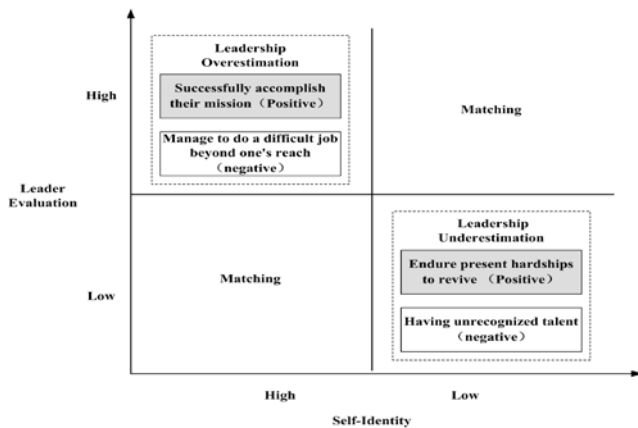 Leadership
Overestimation
Successfully accomplish
their mission（Positive）
High
Matching
Manage to do a difficult job
beyond one's reach
（negative）
Leader
Evaluation
Leadership
Underestimation
Endure present hardships
to revive （Positive）
Matching
Low
Having unrecognized talent
（negative）
High
Low
Self-Identity